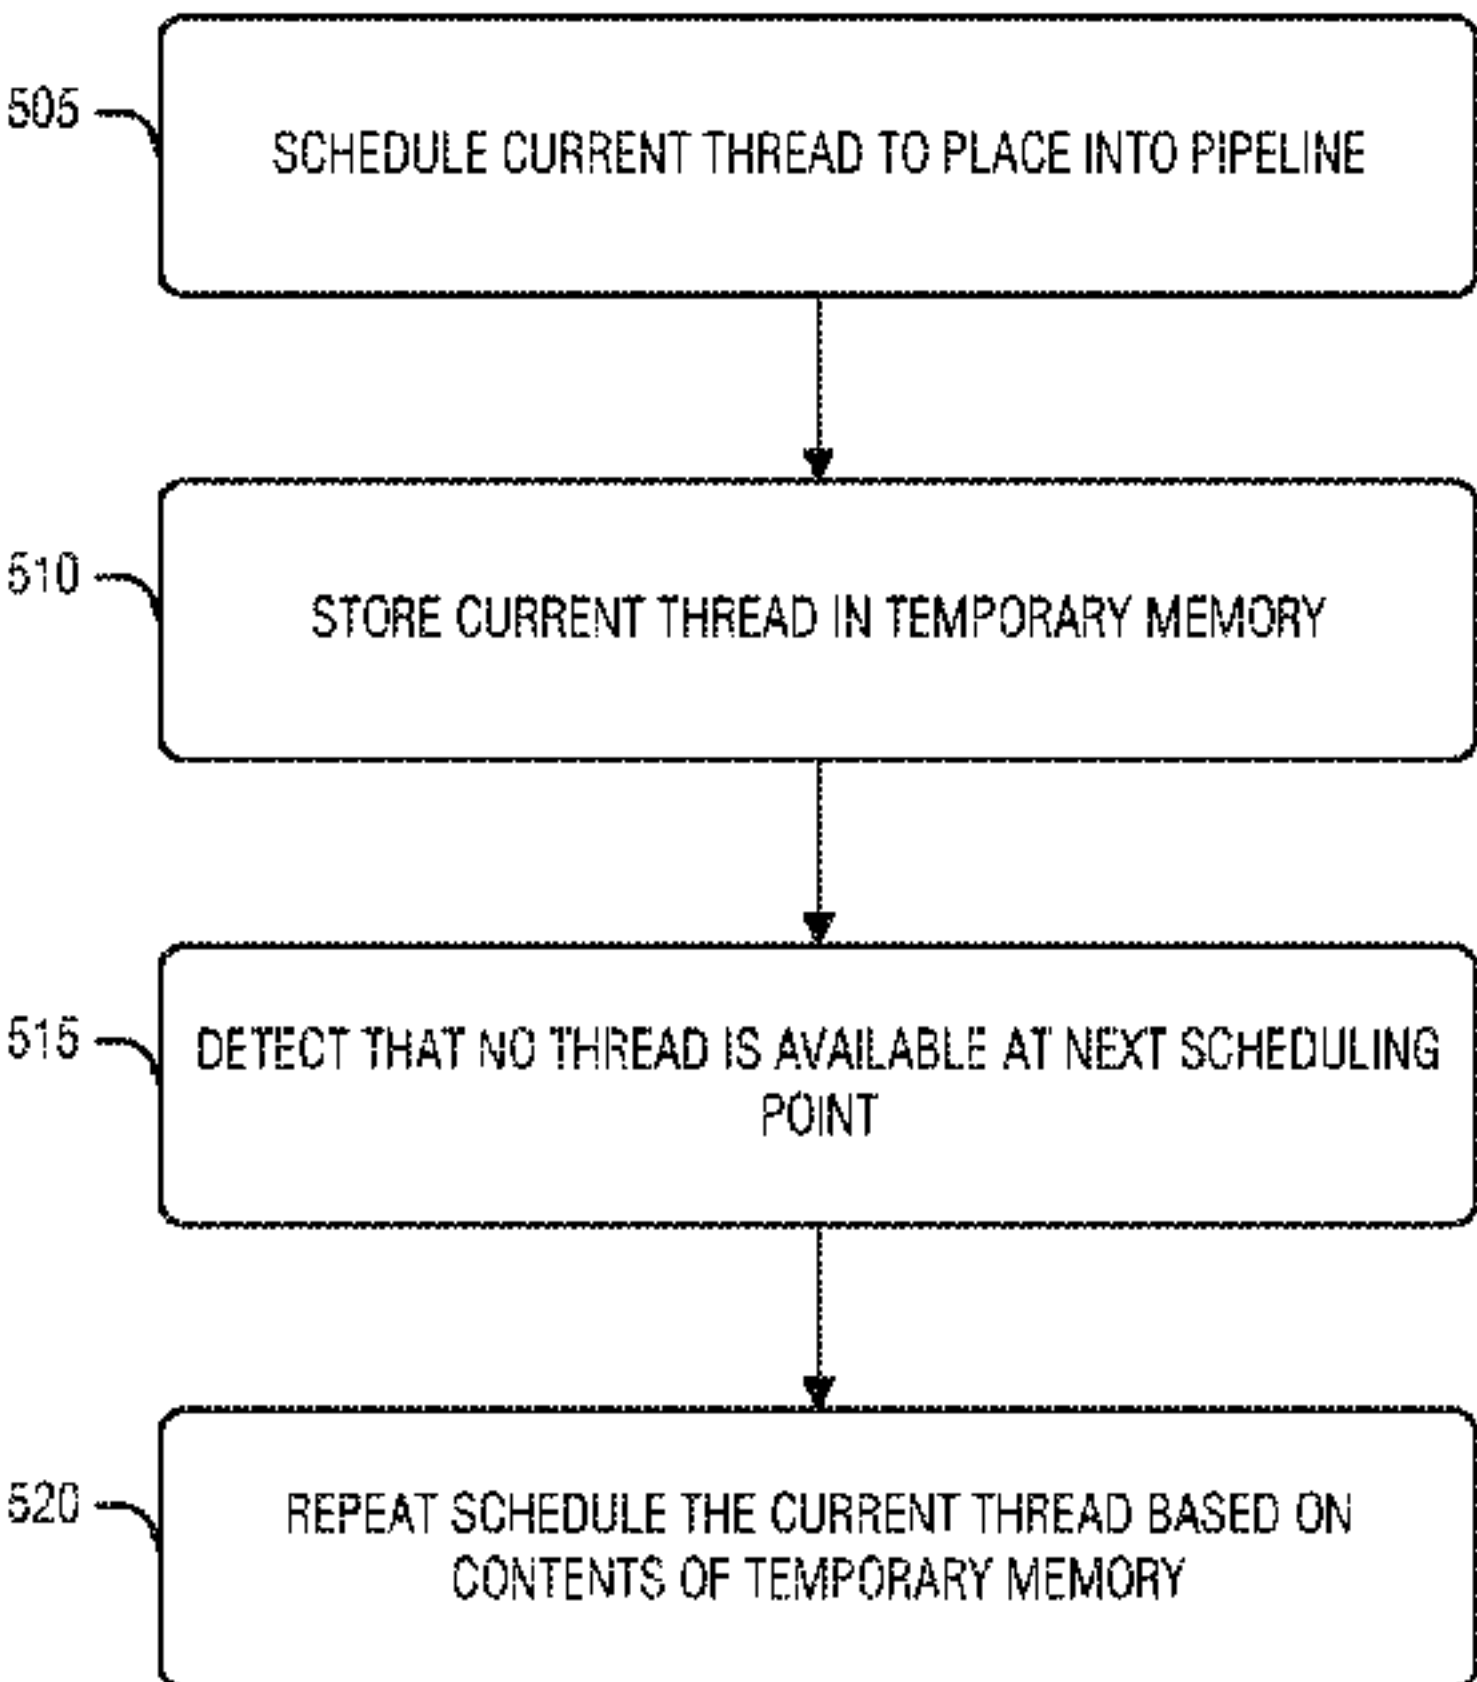 505
SCHEDULE CURRENT THREAD TO PLACE INTO PIPELINE
510
STORE CURRENT THREAD IN TEMPORARY MEMORY
515
DETECT THAT NO THREAD IS AVAILABLE AT NEXT SCHEDULING
POINT
520
REPEAT SCHEDULE THE CURRENT THREAD BASED ON
CONTENTS OF TEMPORARY MEMORY